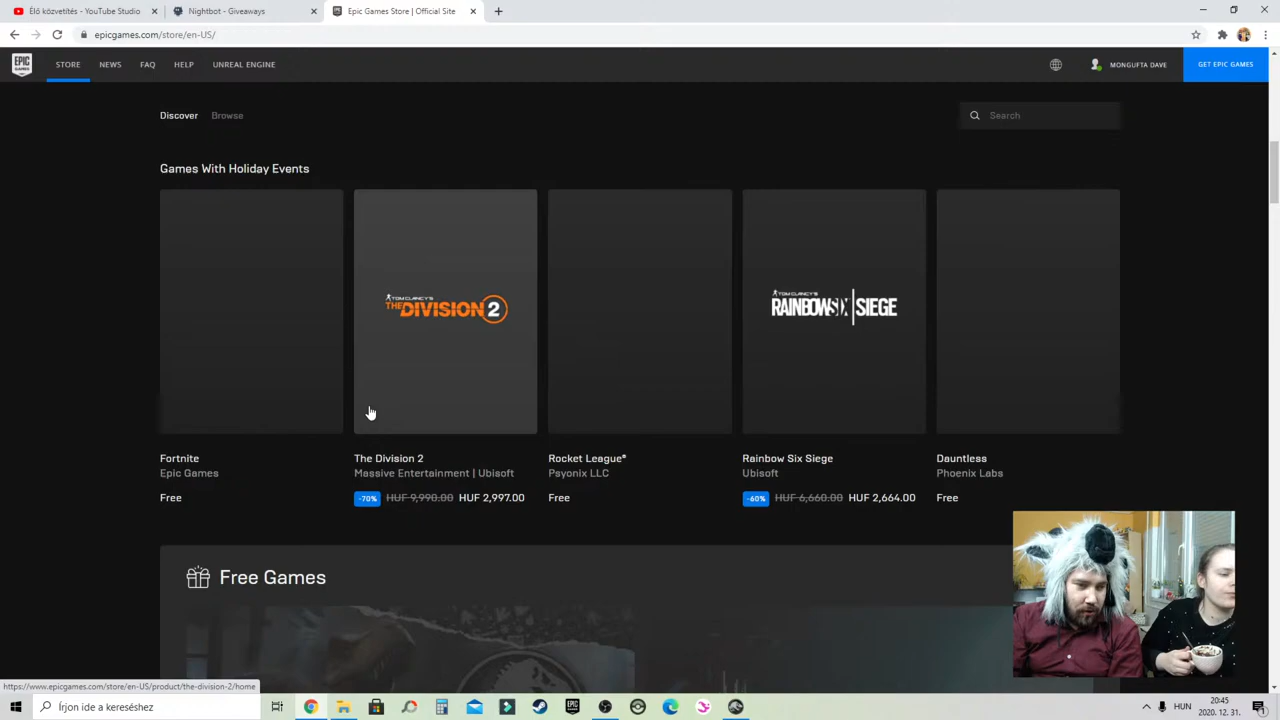 Élő közvetítés - YouTube Studio
Nightbot - Giveaways
Epic Games Store | Official Site
epicgames.com/store/en-US/
EPIC GAMES
STORE
NEWS
FAQ
HELP
UNREAL ENGINE
MONGUFTA DAVE
GET EPIC GAMES
Discover
Browse
Search
Games With Holiday Events
TOM CLANCY'S
THE DIVISION 2
TOM CLANCY'S
RAINBOW SIX | SIEGE
Fortnite
Epic Games
Free
The Division 2
Massive Entertainment | Ubisoft
-70% HUF 9,990.00 HUF 2,997.00
Rocket League®
Psyonix LLC
Free
Rainbow Six Siege
Ubisoft
-60% HUF 6,660.00 HUF 2,664.00
Dauntless
Phoenix Labs
Free
Free Games
https://www.epicgames.com/store/en-US/product/the-division-2/home
Írjon ide a kereséshez
EPIC
HUN
20:45
2020. 12. 31.